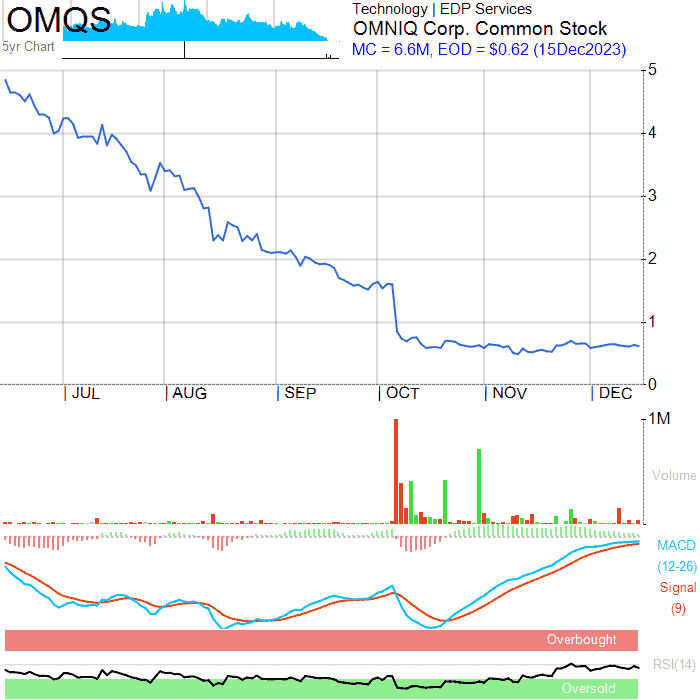 OMQS
5yr Chart
Technology | EDP Services
OMNIQ Corp. Common Stock
MC = 6.6M, EOD = $0.62 (15Dec2023)
5
4
3
2
1
0
JUL
AUG
SEP
OCT
NOV
DEC
1M
Volume
MACD
(12-26)
Signal
(9)
Overbought
RSI(14)
Oversold